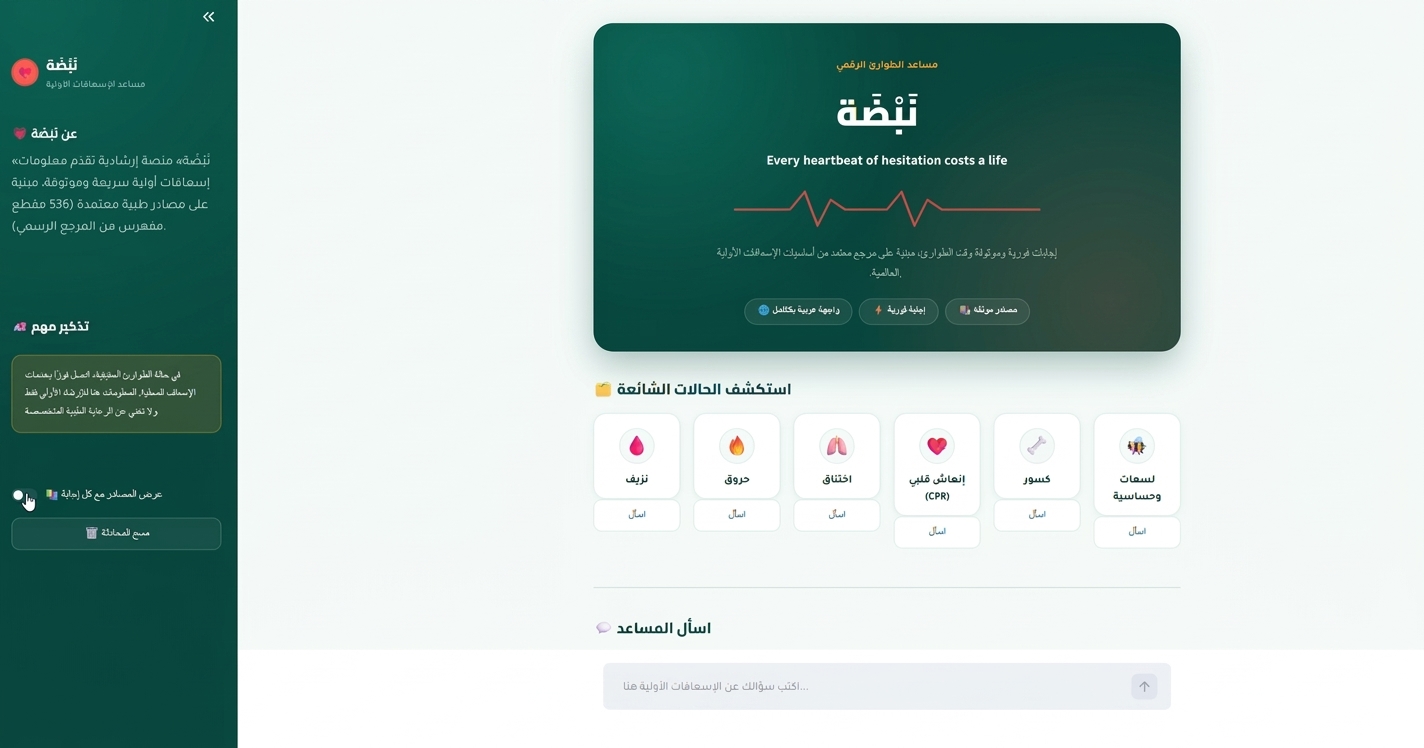 نَبْضَة
مساعد الإسعافات الأولية
عن نَبْضَة
«نَبْضَة» منصة إرشادية تقدّم معلومات
إسعافات أولية سريعة وموثوقة، مبنية
على مصادر طبية معتمدة (536 مقطع
مفهرس من المرجع الرسمي).
تذكير مهم
في حالة الطوارئ الحقيقية، اتصل فورًا بخدمات
الإسعاف المحلية. المعلومات هنا للإرشاد الأولي فقط
ولا تغني عن الرعاية الطبية المتخصصة
عرض المصادر مع كل إجابة
مسح المحادثة
مساعد الطوارئ الرقمي
نَبْضَة
Every heartbeat of hesitation costs a life
إجابات فورية وموثوقة وقت الطوارئ، مبنية على مرجع معتمد من أساسيات الإسعافات الأولية
العالمية.
مصادر موثقة
إجابة فورية
واجهة عربية بالكامل
استكشف الحالات الشائعة
لسعات وحساسية
كسور
إنعاش قلبي (CPR)
اختناق
حروق
نزيف
اسأل
اسأل
اسأل
اسأل
اسأل
اسأل
اسأل المساعد
اكتب سؤالك عن الإسعافات الأولية هنا...